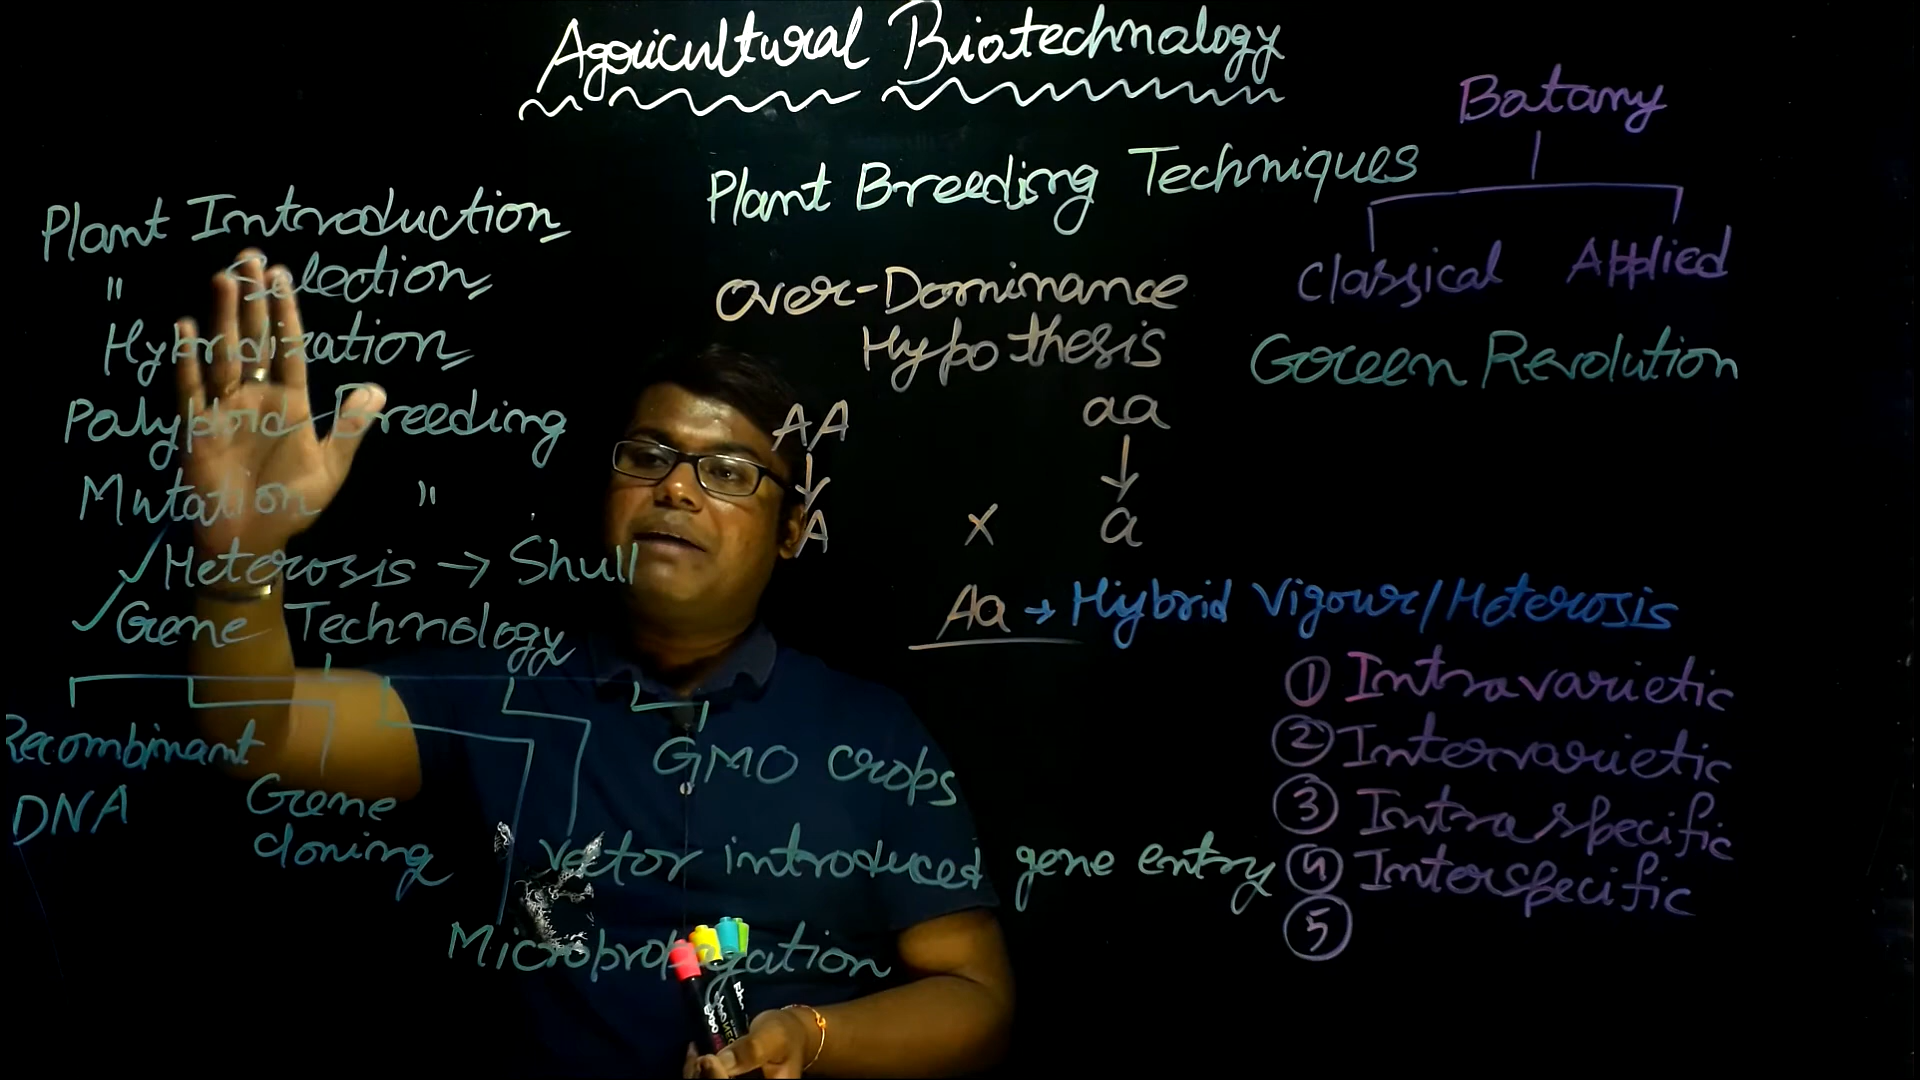 Agricultural Biotechnology
Botany
Classical Applied
Green Revolution
Plant Breeding Techniques
Over-Dominance
Hypothesis
AA aa
A x a
Aa → Hybrid Vigour/Heterosis
① Intravarietic
② Intervarietic
③ Intraspecific
④ Interspecific
⑤
Plant Introduction
" Selection
Hybridization
Polyploid Breeding
Mutation "
✓ Heterosis → Shull
✓ Gene Technology
Recombinant
DNA
Gene
cloning
GMO crops
Vector introduced gene entry
Micropropagation